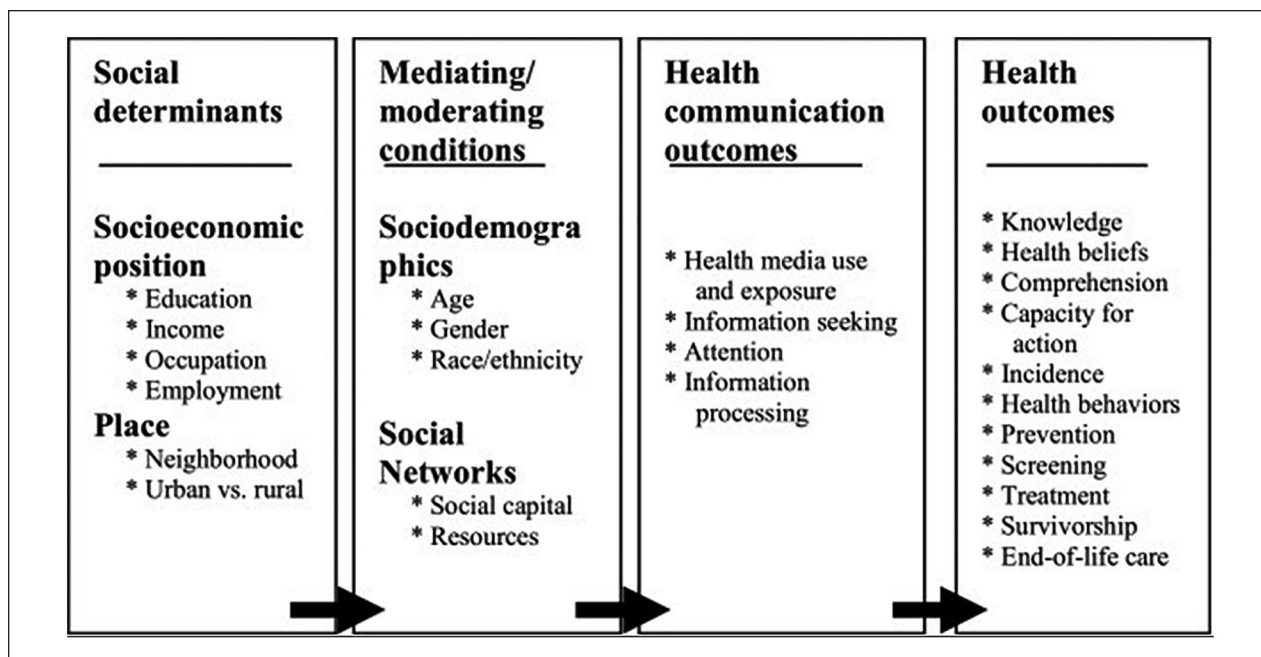 Social
determinants
Socioeconomic
position
* Education
* Income
* Occupation
* Employment
Place
* Neighborhood
* Urban vs. rural
Mediating/
moderating
conditions
Sociodemogra
phics
* Age
* Gender
* Race/ethnicity
Social
Networks
* Social capital
* Resources
Health
communication
outcomes
* Health media use
and exposure
* Information seeking
* Attention
* Information
processing
Health
outcomes
* Knowledge
* Health beliefs
* Comprehension
* Capacity for
action
* Incidence
* Health behaviors
* Prevention
* Screening
* Treatment
* Survivorship
* End-of-life care